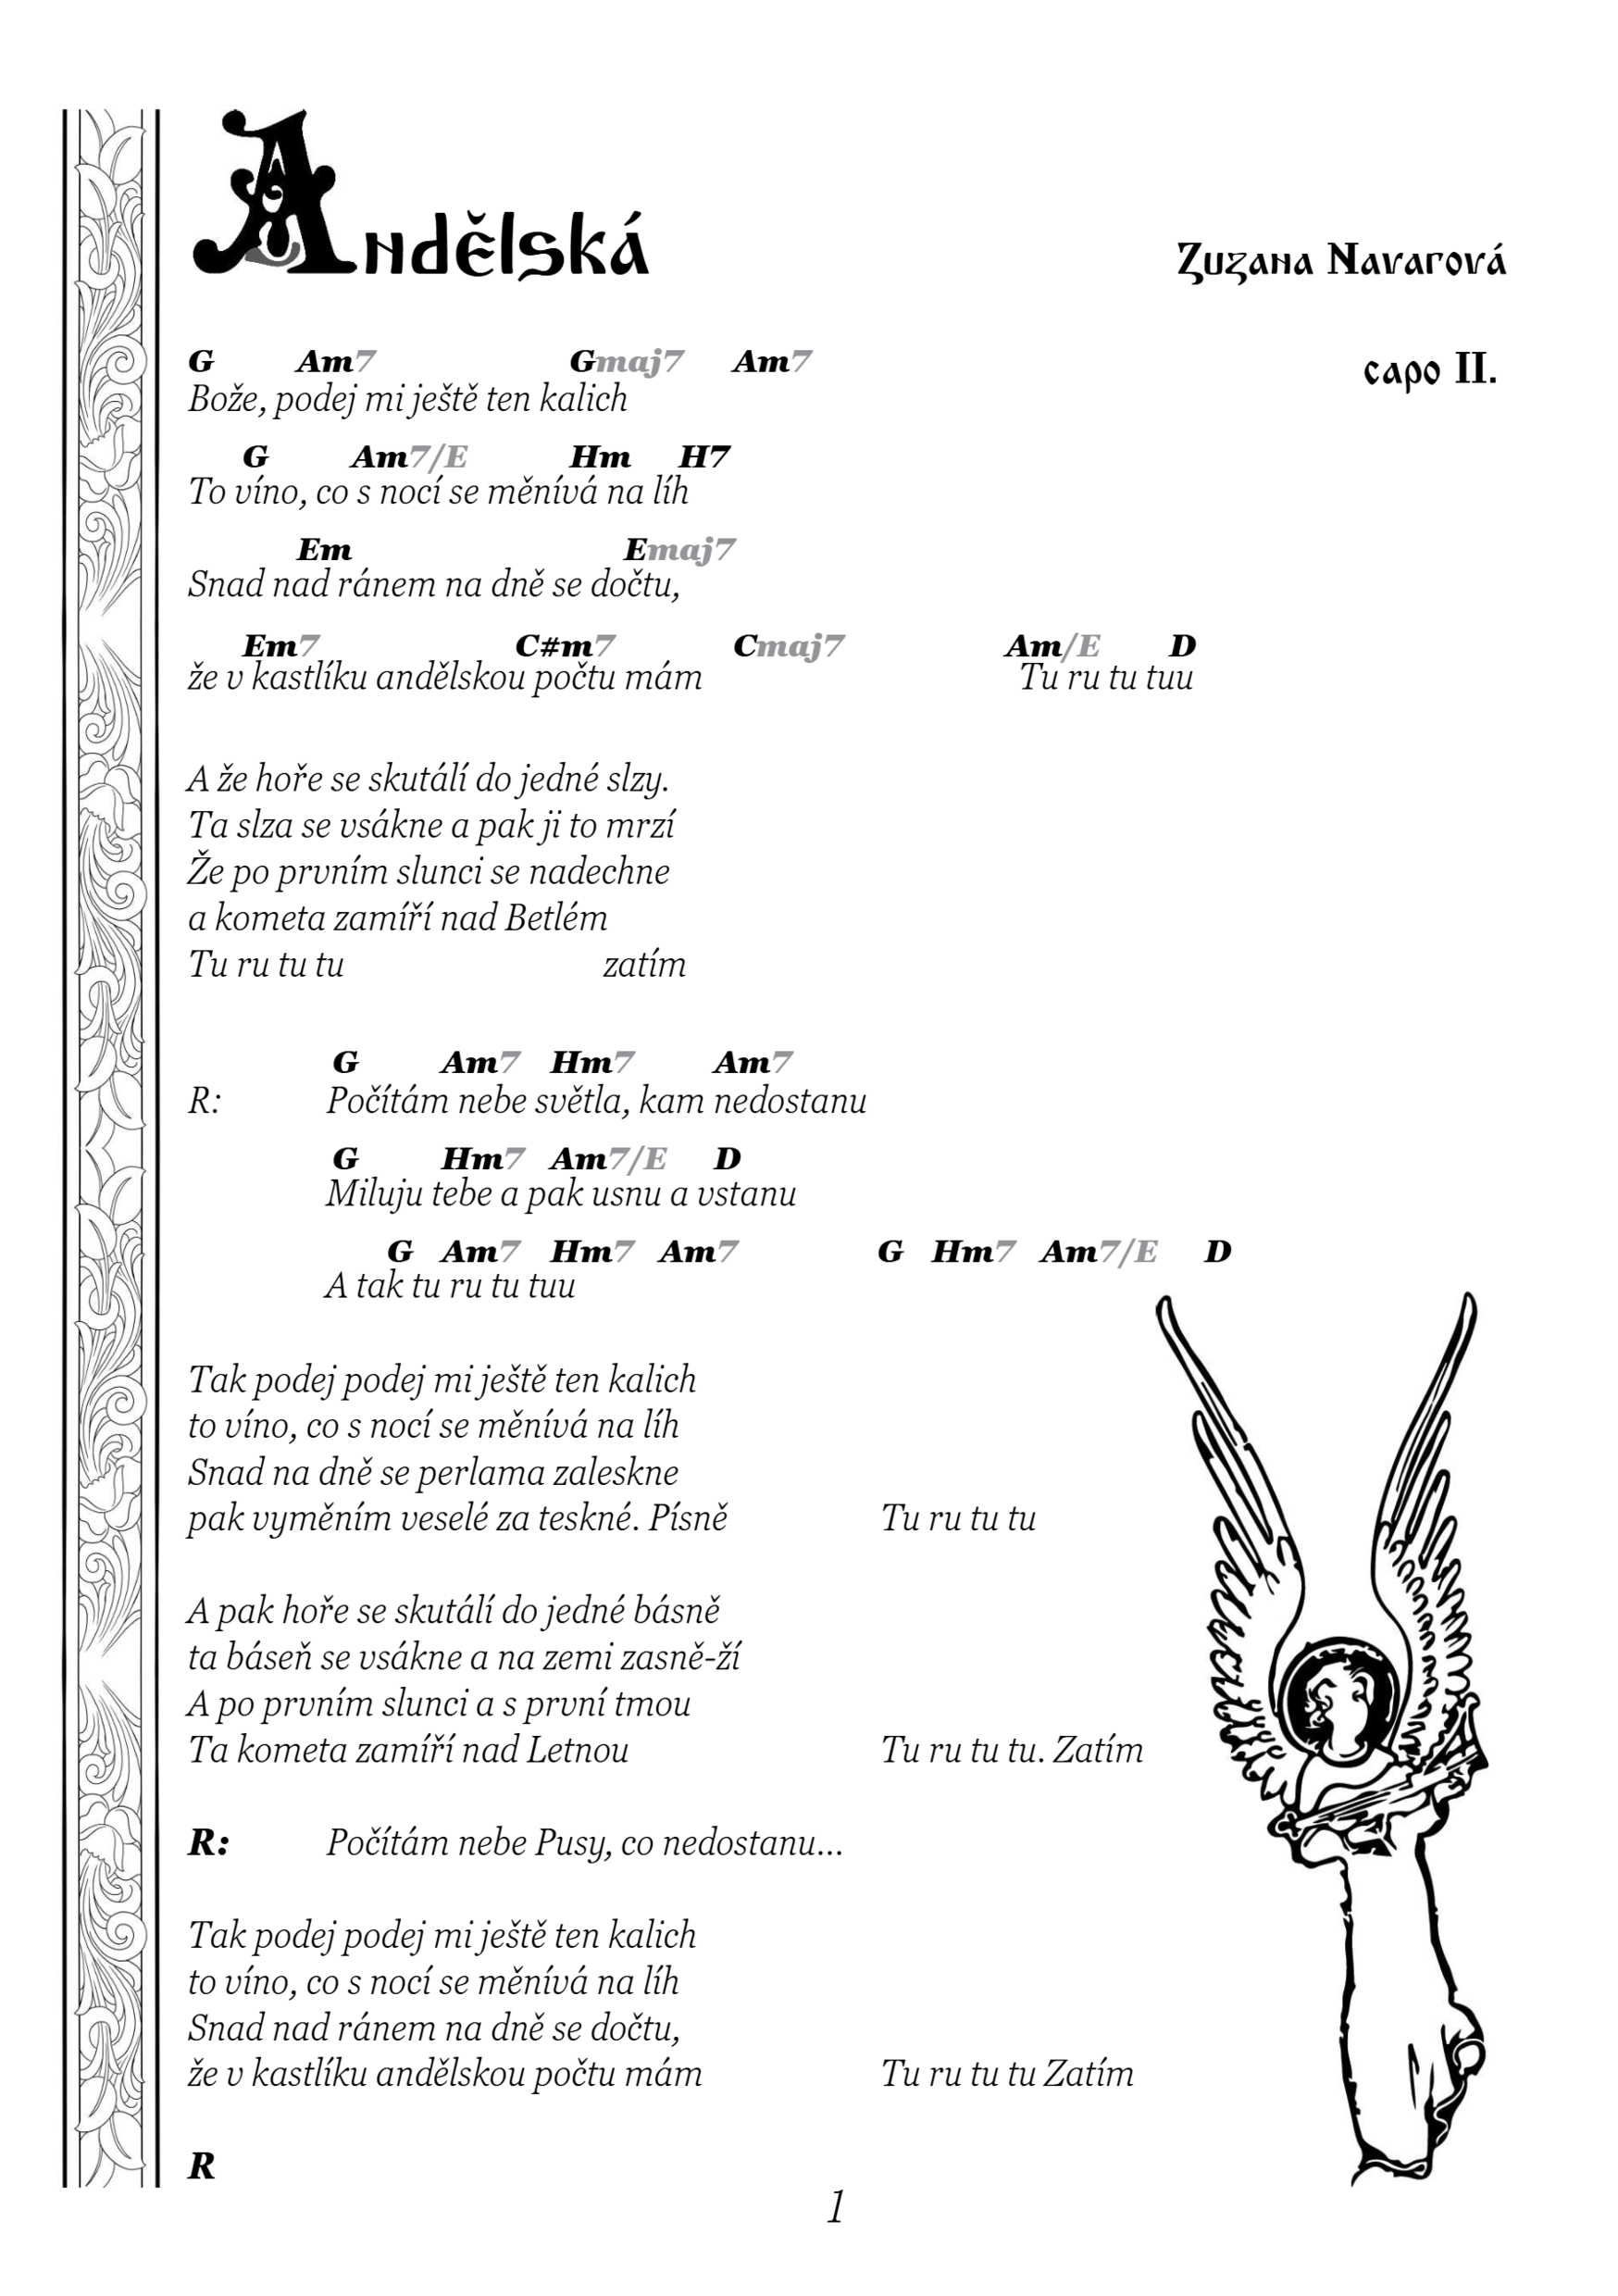 Andělská
Zuzana Navarová
capo II.
G Am7 Gmaj7 Am7
Bože, podej mi ještě ten kalich
G Am7/E Hm H7
To víno, co s nocí se měnívá na líh
Em Emaj7
Snad nad ránem na dně se dočtu,
Em7 C#m7 Cmaj7 Am/E D
že v kastlíku andělskou počtu mám Tu ru tu tuu
A že hoře se skutálí do jedné slzy.
Ta slza se vsákne a pak ji to mrzí
Že po prvním slunci se nadechne
a kometa zamíří nad Betlém
Tu ru tu tu zatím
G Am7 Hm7 Am7
R: Počítám nebe světla, kam nedostanu
G Hm7 Am7/E D
Miluju tebe a pak usnu a vstanu
G Am7 Hm7 Am7 G Hm7 Am7/E D
A tak tu ru tu tuu
Tak podej podej mi ještě ten kalich
to víno, co s nocí se měnívá na líh
Snad na dně se perlama zaleskne
pak vyměním veselé za teskné. Písně Tu ru tu tu
A pak hoře se skutálí do jedné básně
ta báseň se vsákne a na zemi zasně-ží
A po prvním slunci a s první tmou
Ta kometa zamíří nad Letnou Tu ru tu tu. Zatím
R: Počítám nebe Pusy, co nedostanu...
Tak podej podej mi ještě ten kalich
to víno, co s nocí se měnívá na líh
Snad nad ránem na dně se dočtu,
že v kastlíku andělskou počtu mám Tu ru tu tu Zatím
R
1